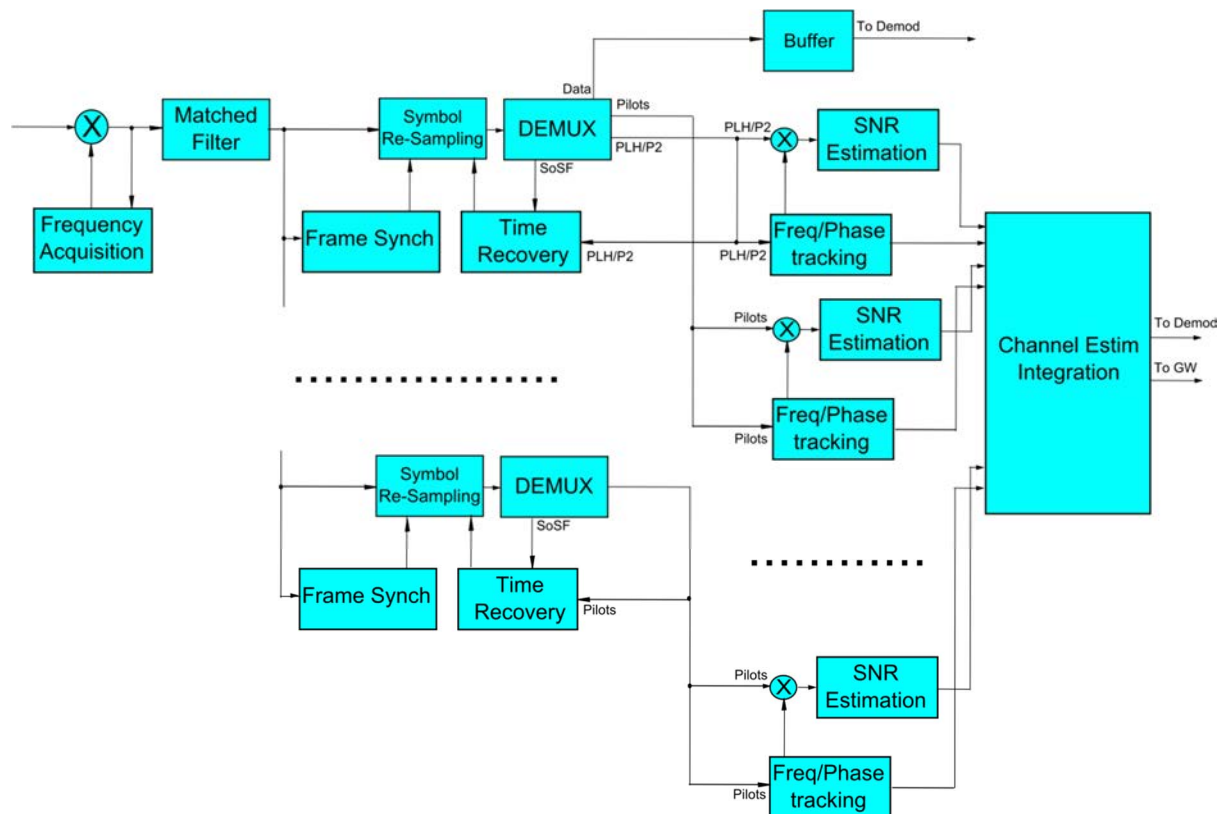 To Demod
Buffer
Data
Pilots
X
Matched
Filter
Symbol
Re-Sampling
DEMUX
PLH/P2
PLH/P2
X
SNR
Estimation
SoSF
Frequency
Acquisition
Frame Synch
Time
Recovery
PLH/P2
PLH/P2
Freq/Phase
tracking
Pilots
X
SNR
Estimation
Channel Estim
Integration
To Demod
To GW
Pilots
Freq/Phase
tracking
Symbol
Re-Sampling
DEMUX
SoSF
Frame Synch
Time
Recovery
Pilots
Pilots
X
SNR
Estimation
Pilots
Freq/Phase
tracking